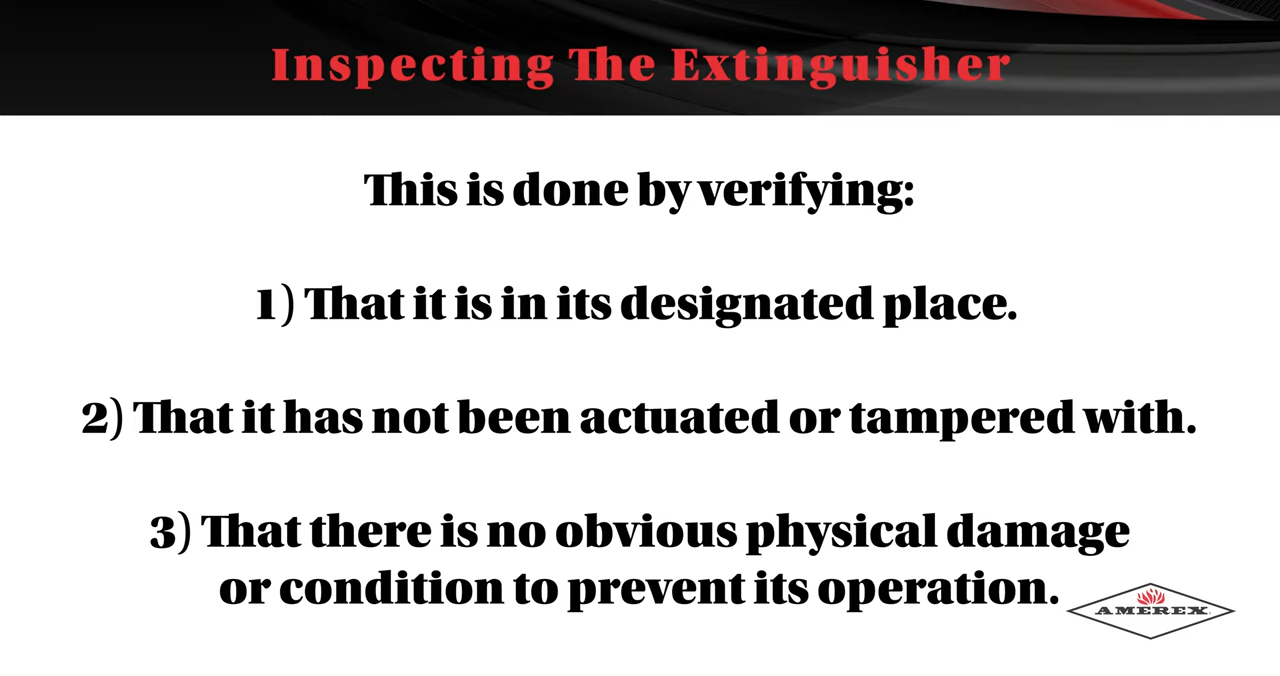 Inspecting The Extinguisher
This is done by verifying:
1) That it is in its designated place.
2) That it has not been actuated or tampered with.
3) That there is no obvious physical damage
or condition to prevent its operation.
AMEREX